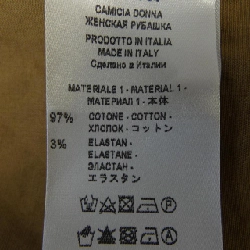 CAMICIA DONNA
ЖЕНСКАЯ РУБАШКА
PRODOTTO IN ITALIA
MADE IN ITALY
Сделано в Италии
MATERIALE 1 - MATERIAL 1 -
МАТЕРИАЛ 1 - 本体
97% COTONE - COTTON -
ХЛОПОК - コットン
3% ELASTAN -
ELASTANE -
ЭЛАСТАН -
エラスタン